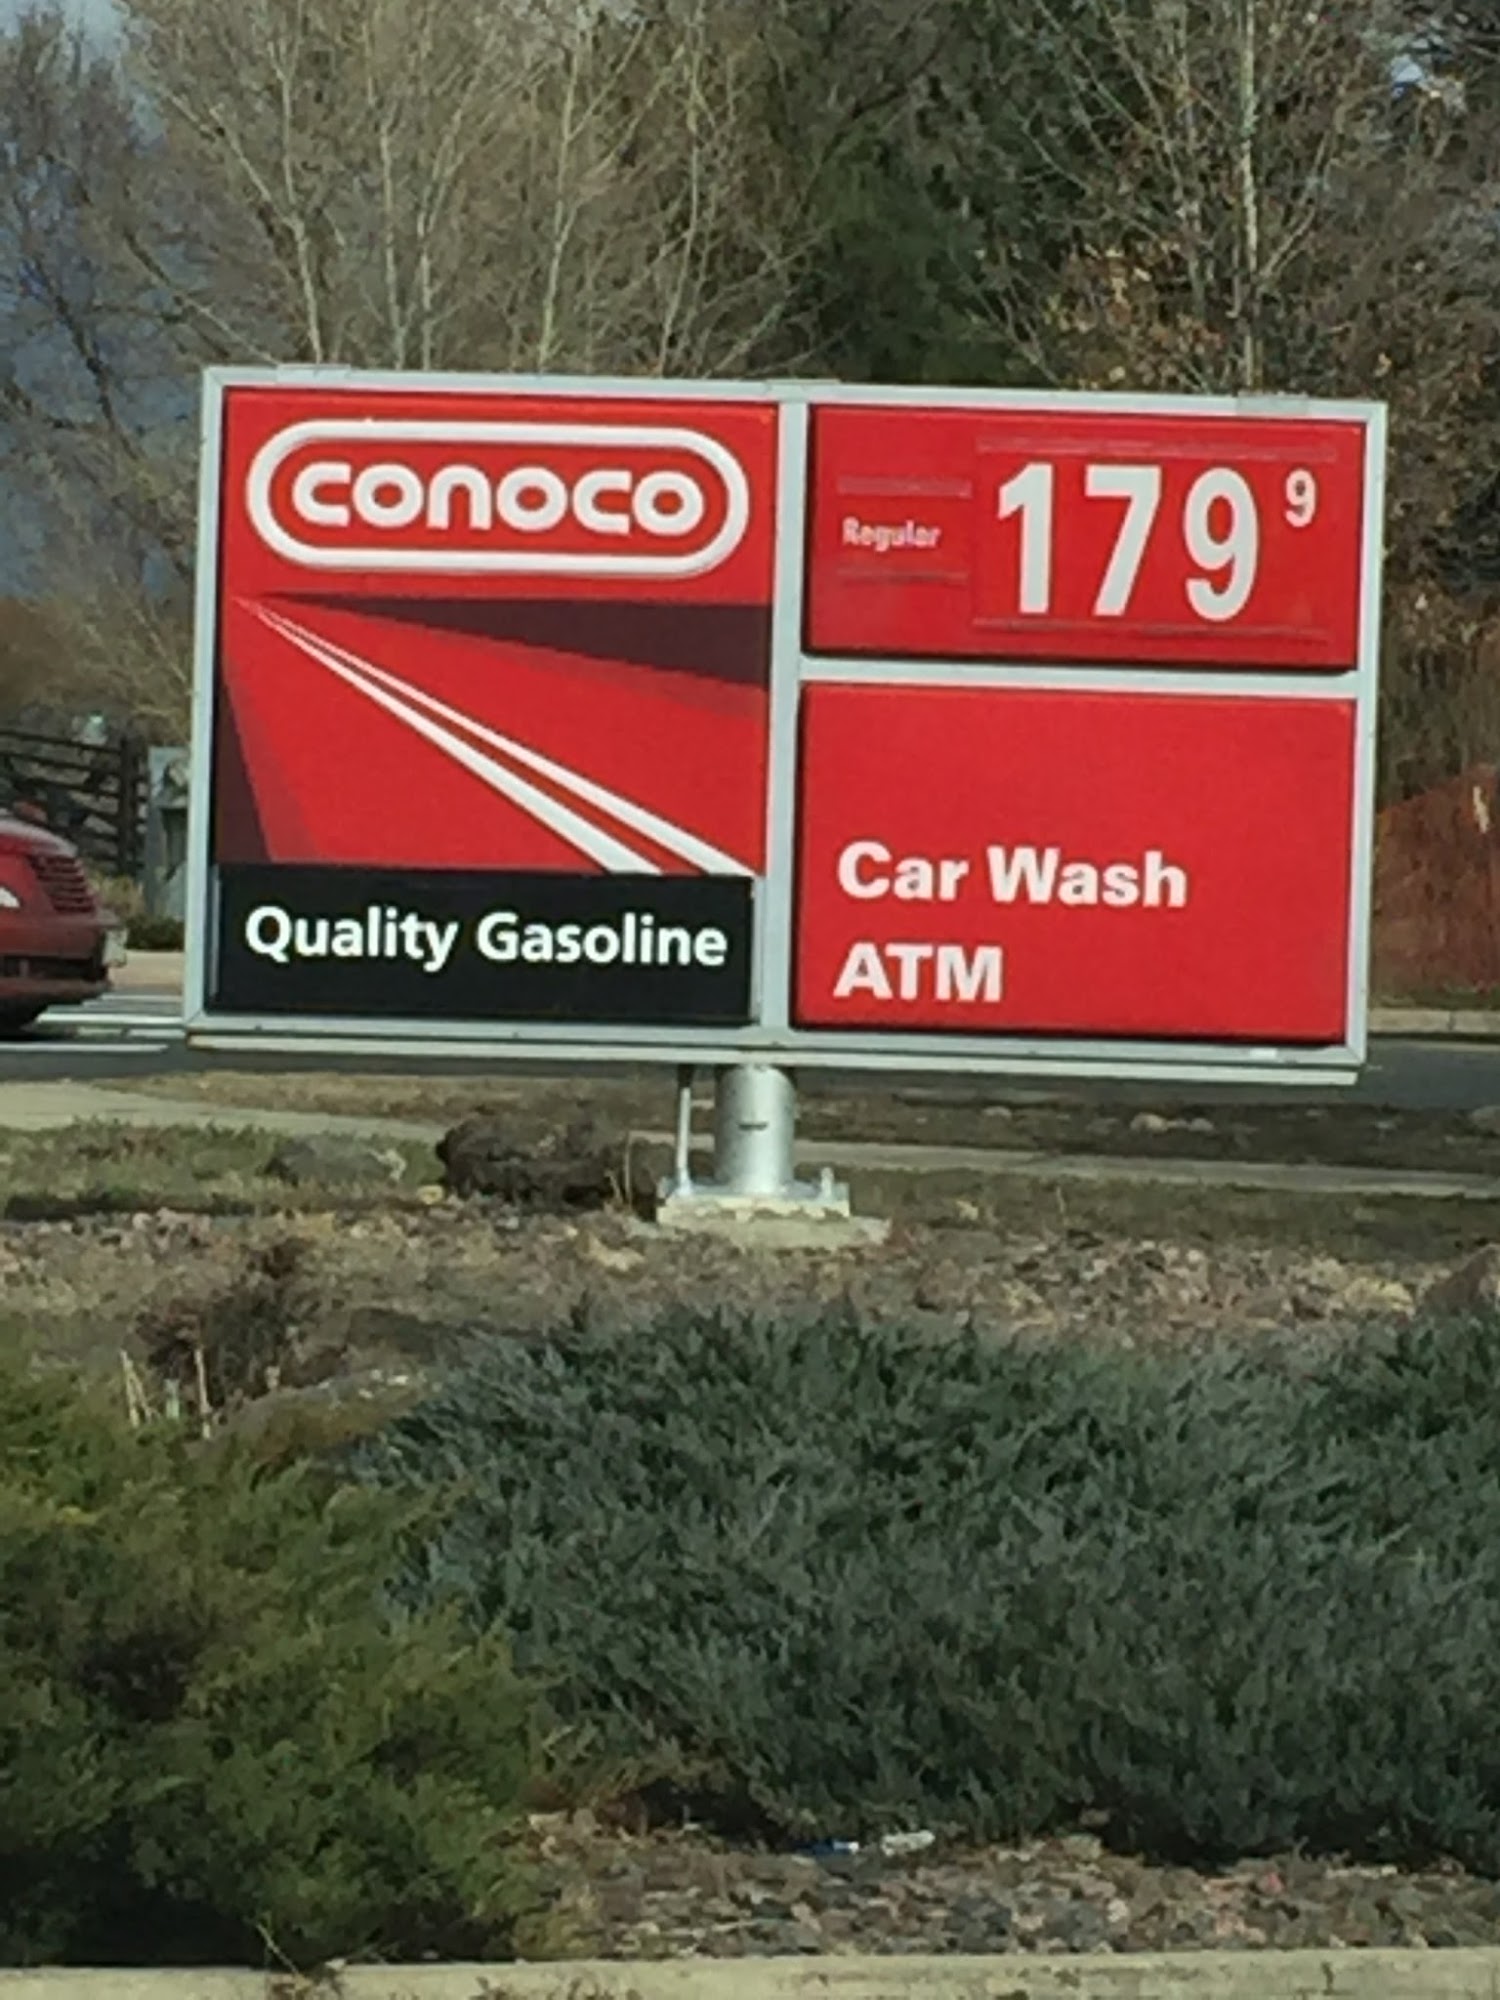 conoco
Quality Gasoline
Regular 179 9
Car Wash
ATM